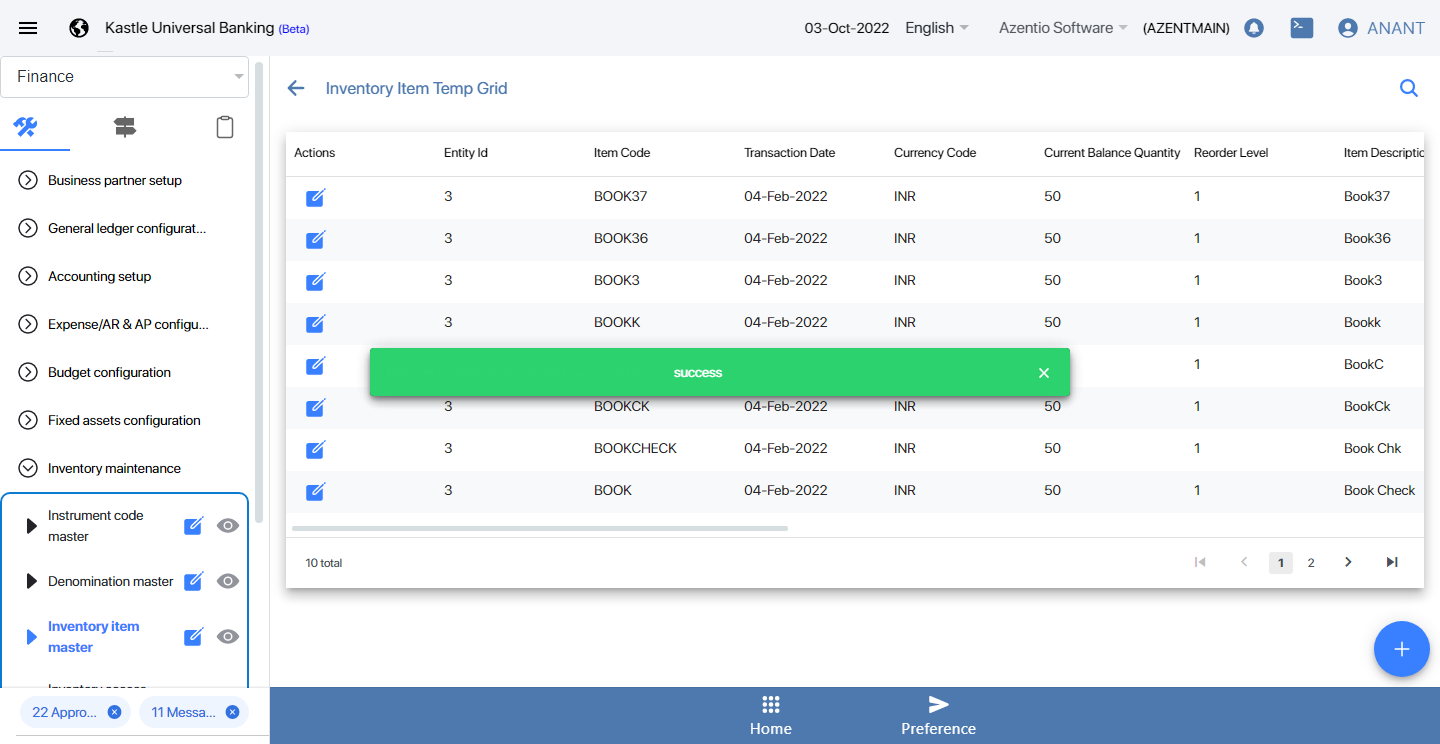 Kastle Universal Banking (Beta)
03-Oct-2022 English Azentio Software (AZENTMAIN) ANANT
Finance
Business partner setup
General ledger configurat...
Accounting setup
Expense/AR & AP configu...
Budget configuration
Fixed assets configuration
Inventory maintenance
Instrument code
master
Denomination master
Inventory item
master
22 Appro...
11 Messa...
Inventory Item Temp Grid
Actions Entity Id Item Code Transaction Date Currency Code Current Balance Quantity Reorder Level Item Descriptio
3 BOOK37 04-Feb-2022 INR 50 1 Book37
3 BOOK36 04-Feb-2022 INR 50 1 Book36
3 BOOK3 04-Feb-2022 INR 50 1 Book3
3 BOOKK 04-Feb-2022 INR 50 1 Bookk
1 BookC
success
3 BOOKCK 04-Feb-2022 INR 50 1 BookCk
3 BOOKCHECK 04-Feb-2022 INR 50 1 Book Chk
3 BOOK 04-Feb-2022 INR 50 1 Book Check
10 total
1 2
Home Preference